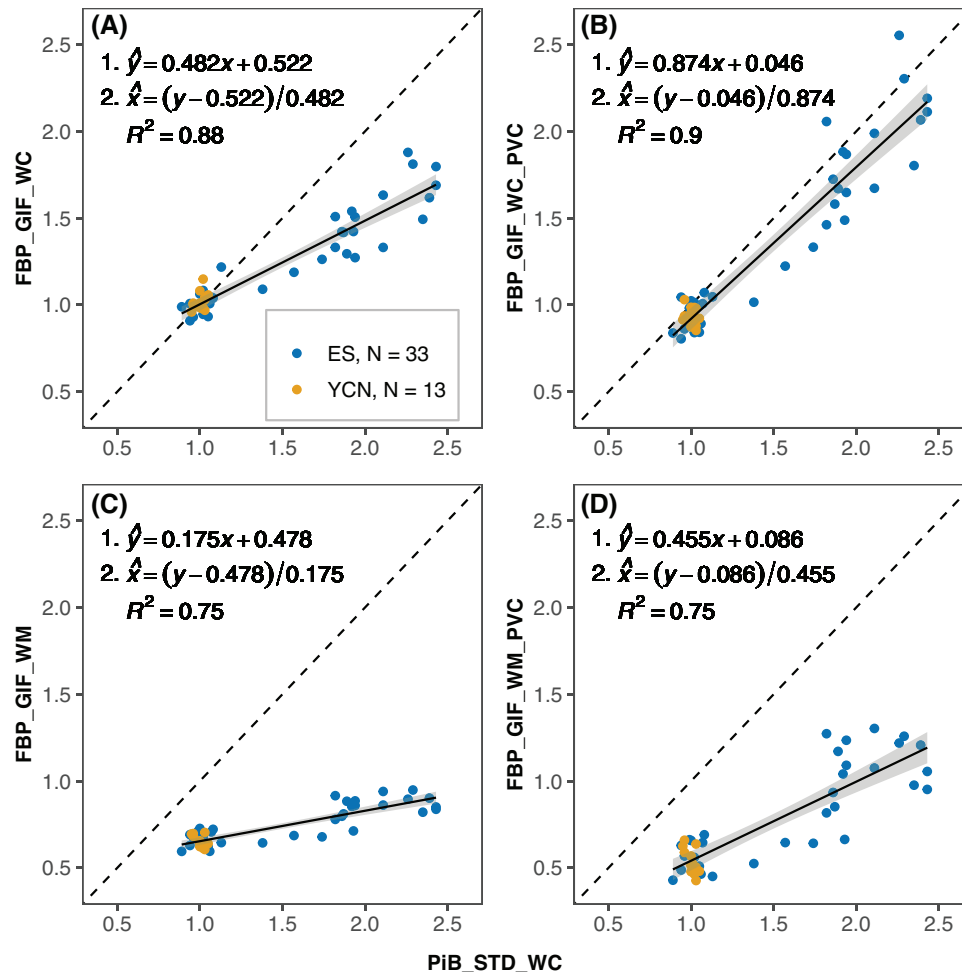 (A)
1. ŷ = 0.482x + 0.522
2. x̂ = (y − 0.522)/0.482
R² = 0.88
FBP_GIF_WC
2.5
2.0
1.5
1.0
0.5
ES, N = 33
YCN, N = 13
0.5 1.0 1.5 2.0 2.5
(B)
1. ŷ = 0.874x + 0.046
2. x̂ = (y − 0.046)/0.874
R² = 0.9
FBP_GIF_WC_PVC
2.5
2.0
1.5
1.0
0.5
0.5 1.0 1.5 2.0 2.5
(C)
1. ŷ = 0.175x + 0.478
2. x̂ = (y − 0.478)/0.175
R² = 0.75
FBP_GIF_WM
2.5
2.0
1.5
1.0
0.5
0.5 1.0 1.5 2.0 2.5
(D)
1. ŷ = 0.455x + 0.086
2. x̂ = (y − 0.086)/0.455
R² = 0.75
FBP_GIF_WM_PVC
2.5
2.0
1.5
1.0
0.5
0.5 1.0 1.5 2.0 2.5
PiB_STD_WC